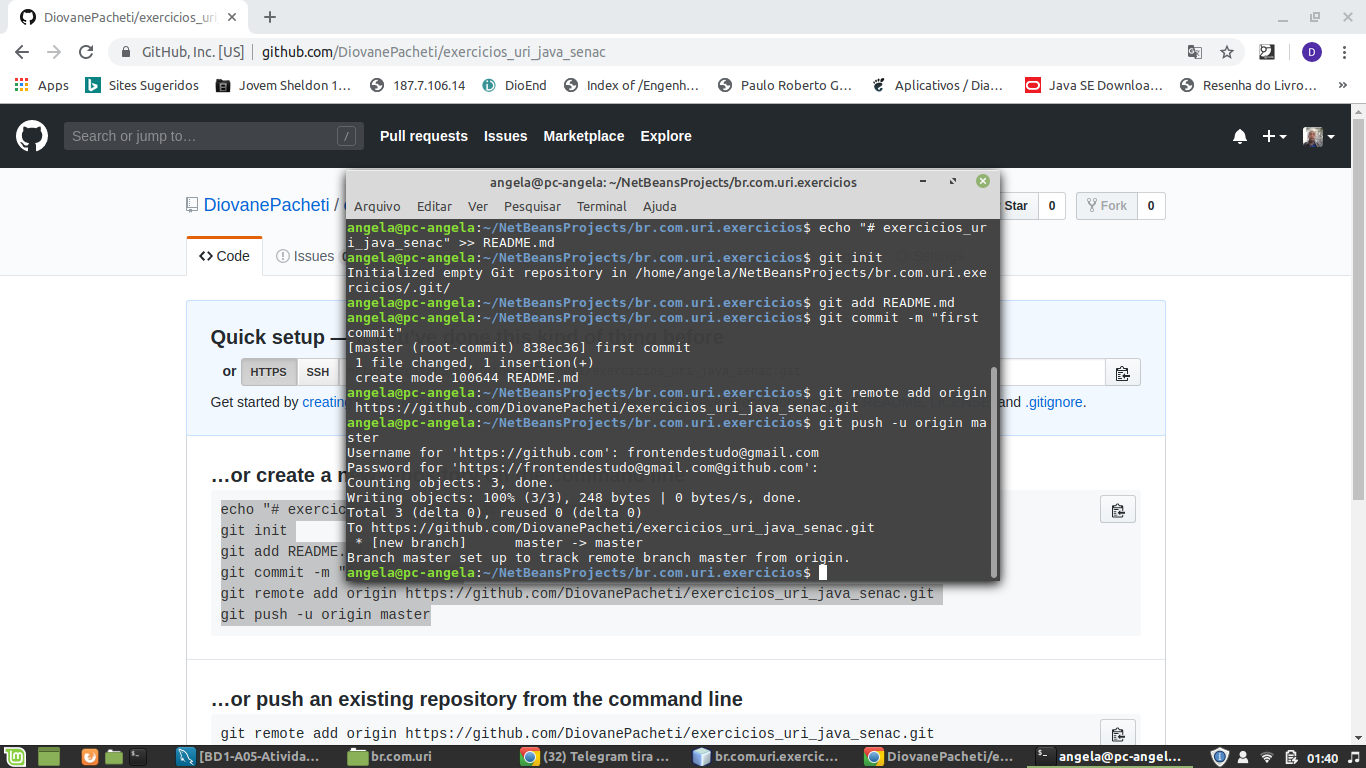 DiovanePacheti/exercicios_uri
GitHub, Inc. [US] | github.com/DiovanePacheti/exercicios_uri_java_senac
D
Apps Sites Sugeridos Jovem Sheldon 1… 187.7.106.14 DioEnd Index of /Engenh… Paulo Roberto G… Aplicativos / Dia… Java SE Downloa… Resenha do Livro… »
Search or jump to… / Pull requests Issues Marketplace Explore
angela@pc-angela: ~/NetBeansProjects/br.com.uri.exercicios
DiovanePacheti /
Star 0 Fork 0
Arquivo Editar Ver Pesquisar Terminal Ajuda
<> Code Issues
angela@pc-angela:~/NetBeansProjects/br.com.uri.exercicios$ echo "# exercicios_ur
i_java_senac" >> README.md
angela@pc-angela:~/NetBeansProjects/br.com.uri.exercicios$ git init
Initialized empty Git repository in /home/angela/NetBeansProjects/br.com.uri.exe
rcicios/.git/
angela@pc-angela:~/NetBeansProjects/br.com.uri.exercicios$ git add README.md
angela@pc-angela:~/NetBeansProjects/br.com.uri.exercicios$ git commit -m "first
commit"
[master (root-commit) 838ec36] first commit
 1 file changed, 1 insertion(+)
 create mode 100644 README.md
angela@pc-angela:~/NetBeansProjects/br.com.uri.exercicios$ git remote add origin
 https://github.com/DiovanePacheti/exercicios_uri_java_senac.git
angela@pc-angela:~/NetBeansProjects/br.com.uri.exercicios$ git push -u origin ma
ster
Username for 'https://github.com': frontendestudo@gmail.com
Password for 'https://frontendestudo@gmail.com@github.com':
Counting objects: 3, done.
Writing objects: 100% (3/3), 248 bytes | 0 bytes/s, done.
Total 3 (delta 0), reused 0 (delta 0)
To https://github.com/DiovanePacheti/exercicios_uri_java_senac.git
 * [new branch]      master -> master
Branch master set up to track remote branch master from origin.
angela@pc-angela:~/NetBeansProjects/br.com.uri.exercicios$
Quick setup — 've done this kind of thing before
or HTTPS SSH
Get started by creating and .gitignore.
…or create a n command line
echo "# exercic
git init
git add README.
git commit -m "
git remote add origin https://github.com/DiovanePacheti/exercicios_uri_java_senac.git
git push -u origin master
…or push an existing repository from the command line
git remote add origin https://github.com/DiovanePacheti/exercicios_uri_java_senac.git
[BD1-A05-Ativida… br.com.uri (32) Telegram tira … br.com.uri.exercic… DiovanePacheti/e… angela@pc-angel… 01:40